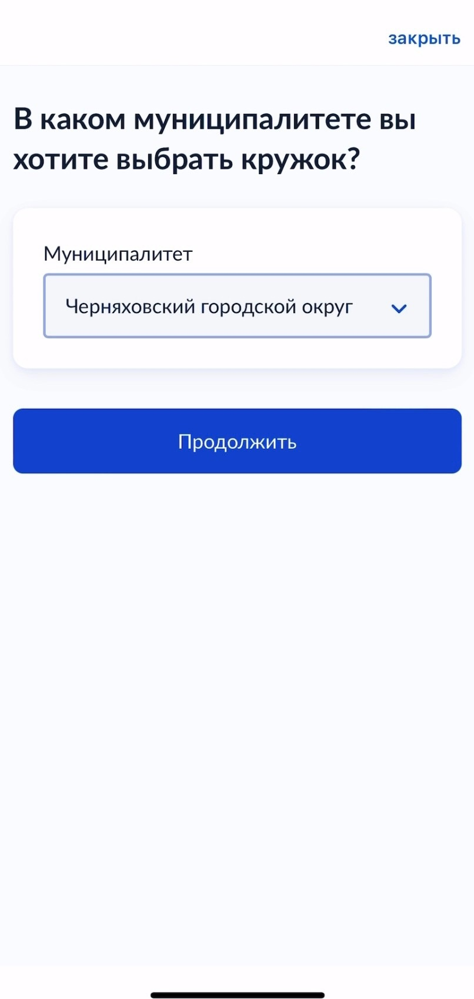 закрыть
В каком муниципалитете вы
хотите выбрать кружок?
Муниципалитет
Черняховский городской округ
Продолжить